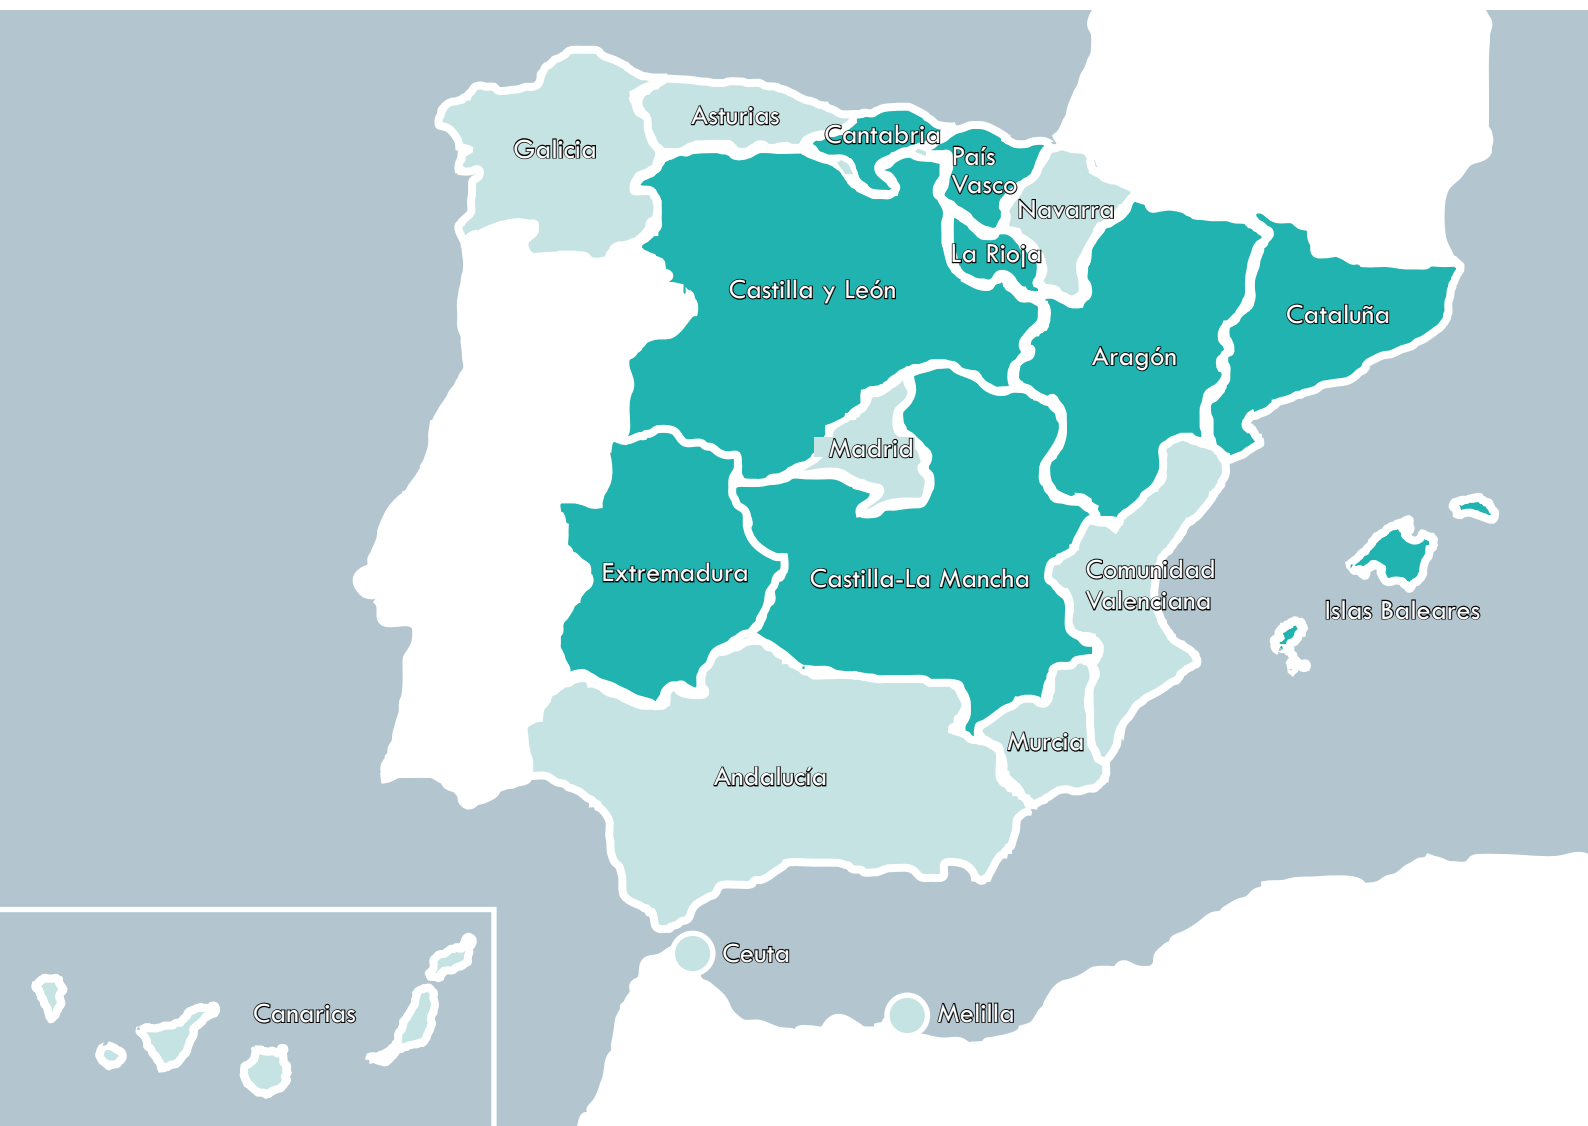 Asturias
Cantabria
Galicia
País
Vasco
Navarra
La Rioja
Castilla y León
Cataluña
Aragón
Madrid
Extremadura
Castilla-La Mancha
Comunidad
Valenciana
Islas Baleares
Murcia
Andalucía
Ceuta
Canarias
Melilla